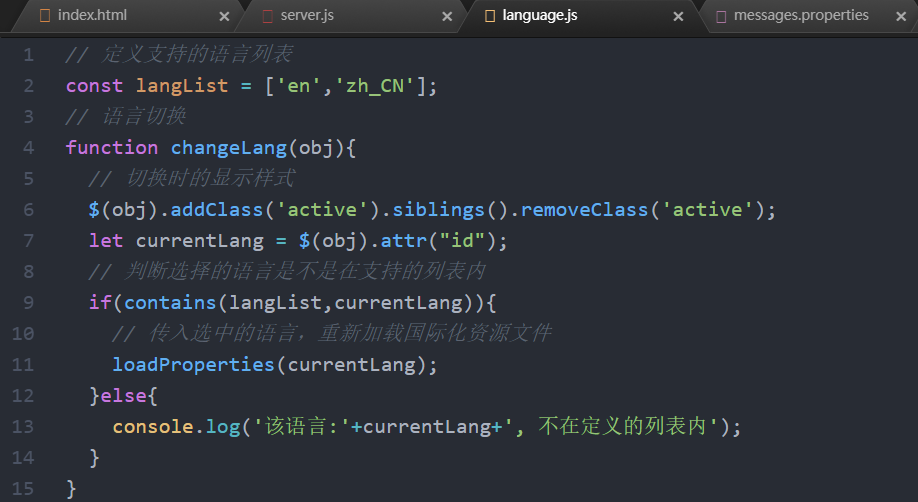 index.html × server.js × language.js × messages.properties ×
1 // 定义支持的语言列表
2 const langList = ['en','zh_CN'];
3 // 语言切换
4 function changeLang(obj){
5 // 切换时的显示样式
6 $(obj).addClass('active').siblings().removeClass('active');
7 let currentLang = $(obj).attr("id");
8 // 判断选择的语言是不是在支持的列表内
9 if(contains(langList,currentLang)){
10 // 传入选中的语言，重新加载国际化资源文件
11 loadProperties(currentLang);
12 }else{
13 console.log('该语言:'+currentLang+', 不在定义的列表内');
14 }
15 }